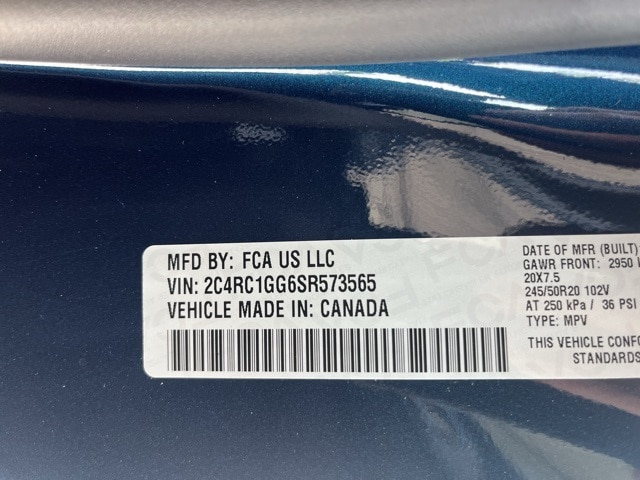 MFD BY: FCA US LLC
VIN: 2C4RC1GG6SR573565
VEHICLE MADE IN: CANADA
DATE OF MFR (BUILT)
GAWR FRONT: 2950
20X7.5
245/50R20 102V
AT 250 kPa / 36 PSI
TYPE: MPV
THIS VEHICLE CONFO
STANDARDS